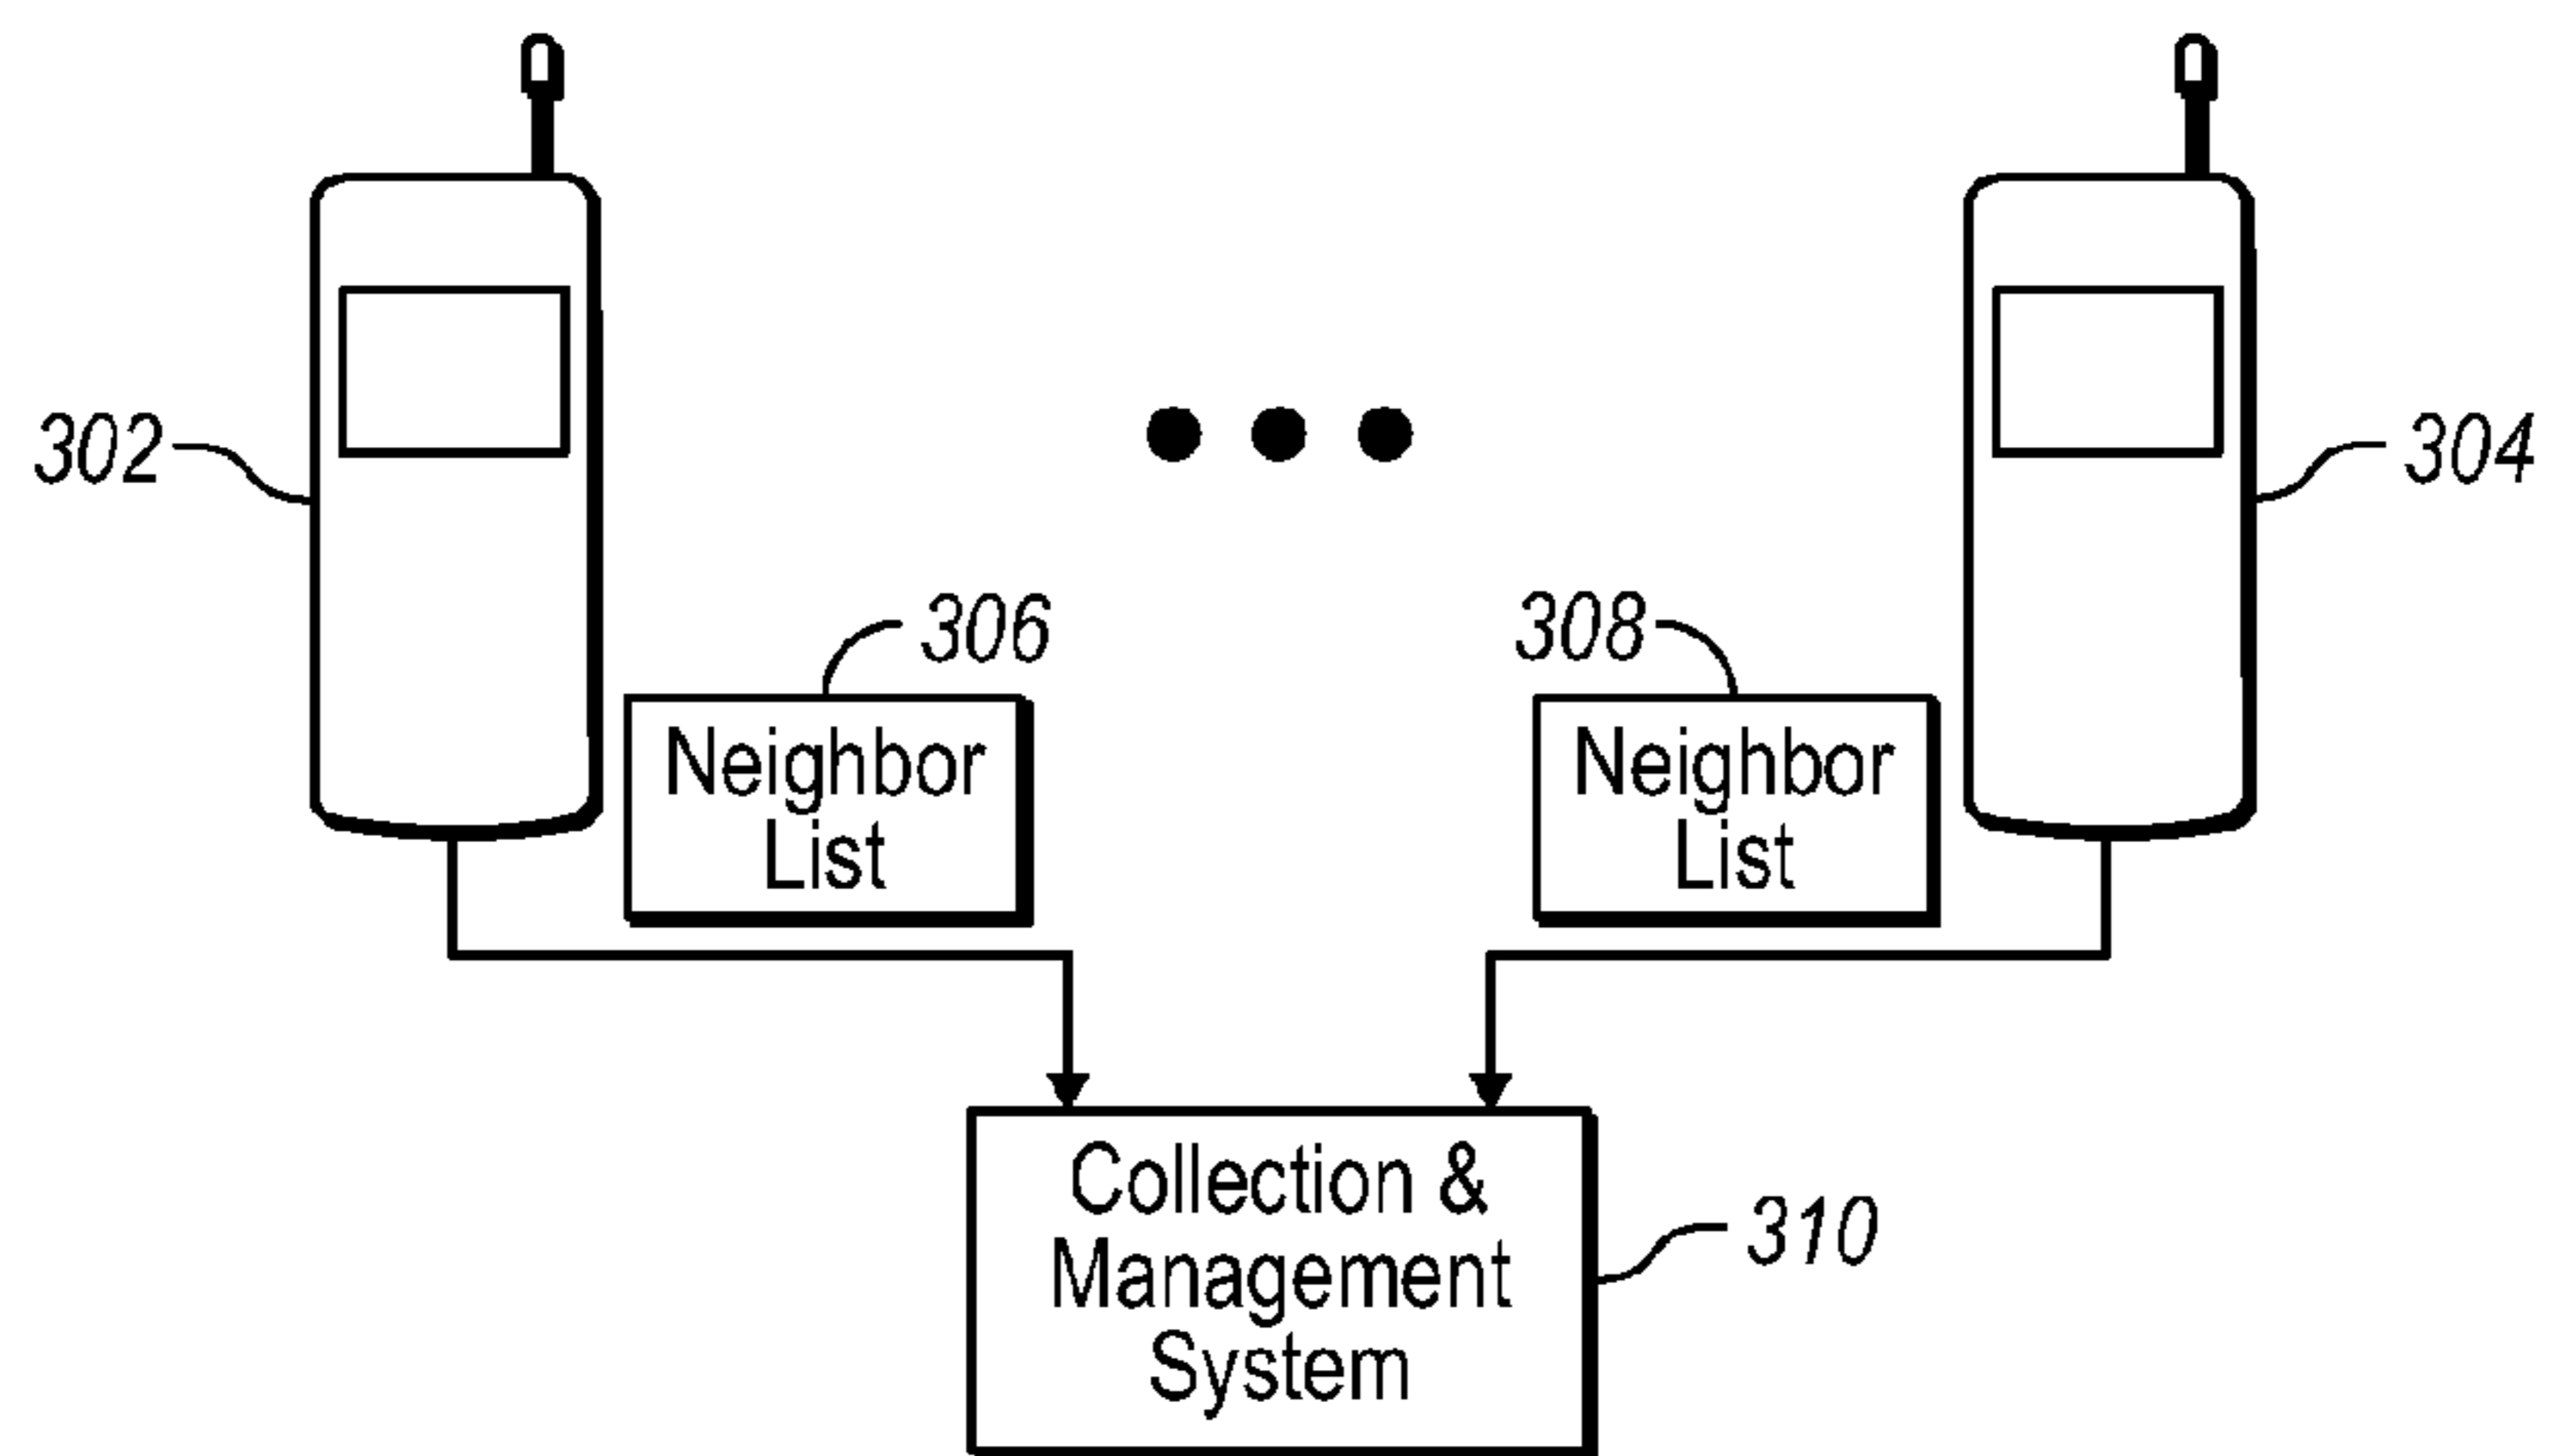 302
304
306
308
Neighbor
List
Neighbor
List
Collection &
Management
System
310